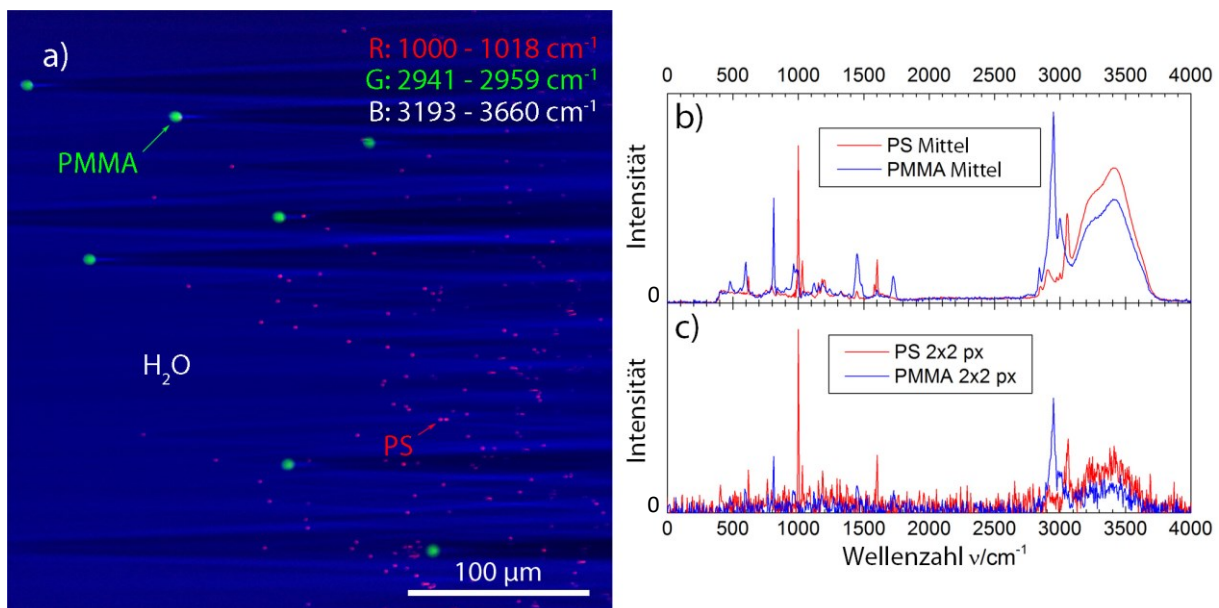 a)
R: 1000 - 1018 cm⁻¹
G: 2941 - 2959 cm⁻¹
B: 3193 - 3660 cm⁻¹
PMMA
H₂O
PS
100 µm
0 500 1000 1500 2000 2500 3000 3500 4000
b)
PS Mittel
PMMA Mittel
Intensität
0
c)
PS 2x2 px
PMMA 2x2 px
Intensität
0
0 500 1000 1500 2000 2500 3000 3500 4000
Wellenzahl ν/cm⁻¹